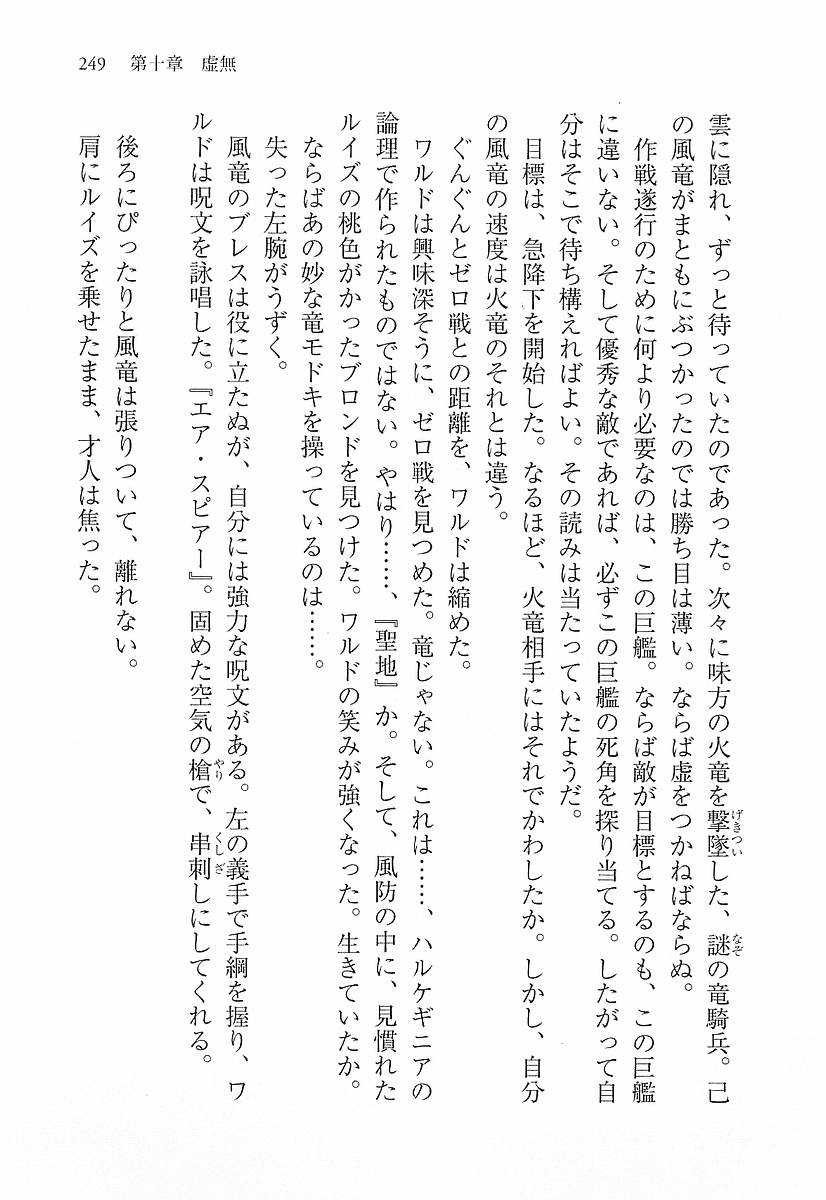 249　第十章　虚無
雲に隠れ、ずっと待っていたのであった。次々に味方の火竜を撃墜した、謎の竜騎兵。己
の風竜がまともにぶつかったのでは勝ち目は薄い。ならば虚をつかねばならぬ。
　作戦遂行のために何より必要なのは、この巨艦。ならば敵が目標とするのも、この巨艦
に違いない。そして優秀な敵であれば、必ずこの巨艦の死角を探り当てる。したがって自
分はそこで待ち構えればよい。その読みは当たっていたようだ。
　目標は、急降下を開始した。なるほど、火竜相手にはそれでかわしたか。しかし、自分
の風竜の速度は火竜のそれとは違う。
　ぐんぐんとゼロ戦との距離を、ワルドは縮めた。
　ワルドは興味深そうに、ゼロ戦を見つめた。竜じゃない。これは……、ハルケギニアの
論理で作られたものではない。やはり……、『聖地』か。そして、風防の中に、見慣れた
ルイズの桃色がかったブロンドを見つけた。ワルドの笑みが強くなった。生きていたか。
　ならばあの妙な竜モドキを操っているのは……。
　失った左腕がうずく。
　風竜のブレスは役に立たぬが、自分には強力な呪文がある。左の義手で手綱を握り、ワ
ルドは呪文を詠唱した。『エア・スピアー』。固めた空気の槍で、串刺しにしてくれる。
　後ろにぴったりと風竜は張りついて、離れない。
　肩にルイズを乗せたまま、才人は焦った。